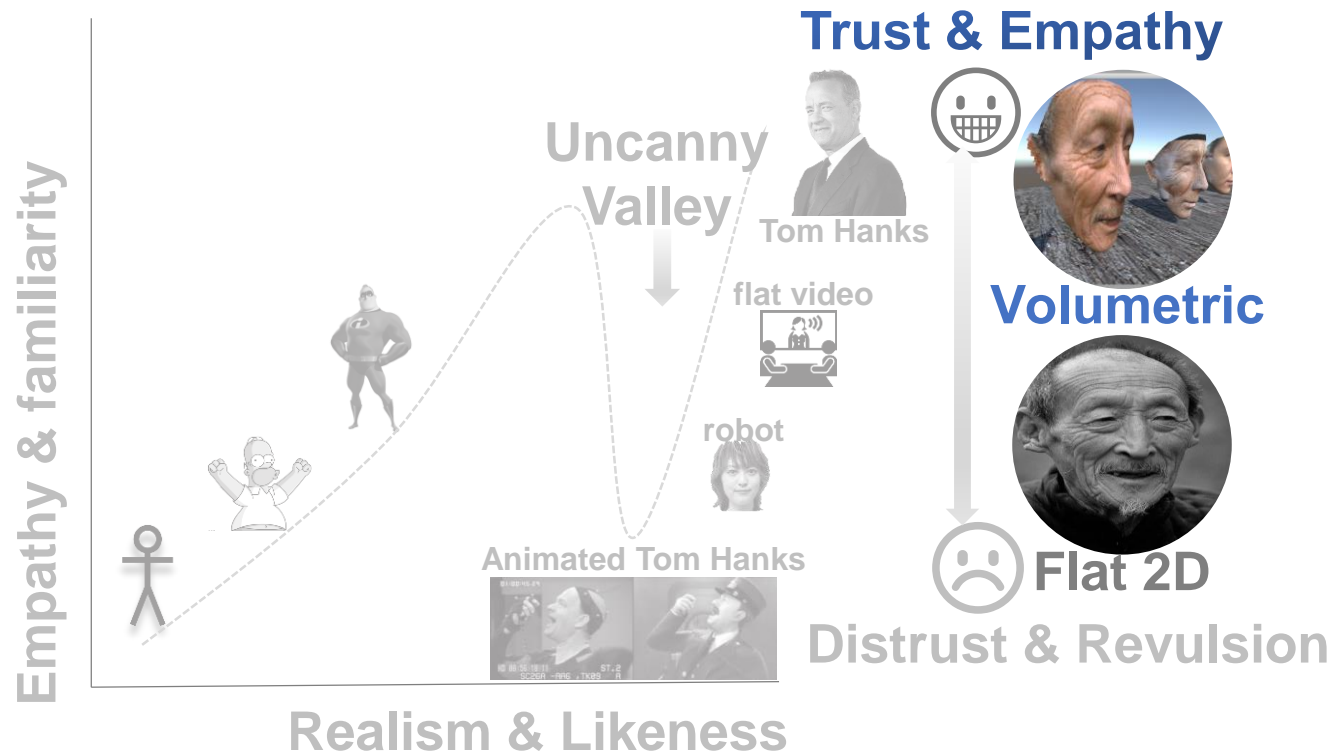 Trust & Empathy
Uncanny
Valley
Tom Hanks
flat video
Volumetric
robot
Animated Tom Hanks
Flat 2D
Distrust & Revulsion
Empathy & familiarity
Realism & Likeness